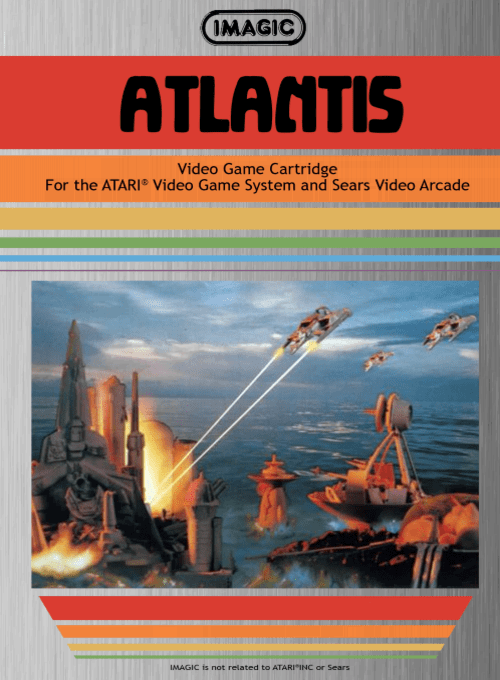 IMAGIC
ATLANTIS
Video Game Cartridge
For the ATARI® Video Game System and Sears Video Arcade
IMAGIC is not related to ATARI®INC or Sears